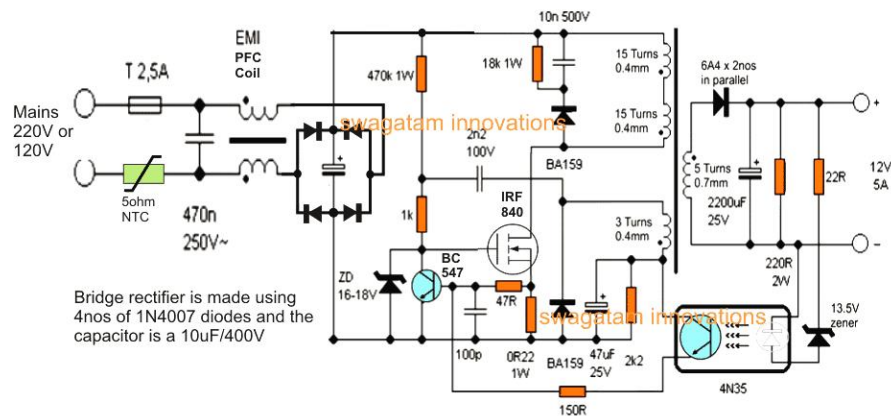 10n 500V
EMI
PFC
Coil
T 2,5A
470k 1W
18k 1W
15 Turns
0.4mm
6A4 x 2nos
in parallel
Mains
220V or
120V
swagatam innovations
15 Turns
0.4mm
2n2
100V
BA159
+
12V
5A
5 Turns
0.7mm
22R
5ohm
NTC
470n
250V~
IRF
840
1k
3 Turns
0.4mm
2200uF
25V
BC
547
ZD
16-18V
220R
2W
Bridge rectifier is made using
4nos of 1N4007 diodes and the
capacitor is a 10uF/400V
47R
swagatam innovations
13.5V
zener
100p
0R22
1W
BA159
47uF
25V
2k2
4N35
150R